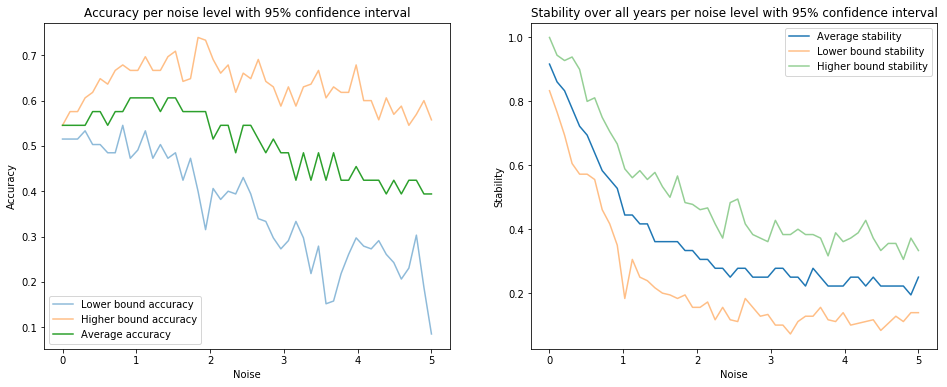 Accuracy per noise level with 95% confidence interval
0.7
0.6
0.5
0.4
0.3
0.2
0.1
Accuracy
Lower bound accuracy
Higher bound accuracy
Average accuracy
0 1 2 3 4 5
Noise
Stability over all years per noise level with 95% confidence interval
1.0
0.8
0.6
0.4
0.2
Stability
Average stability
Lower bound stability
Higher bound stability
0 1 2 3 4 5
Noise